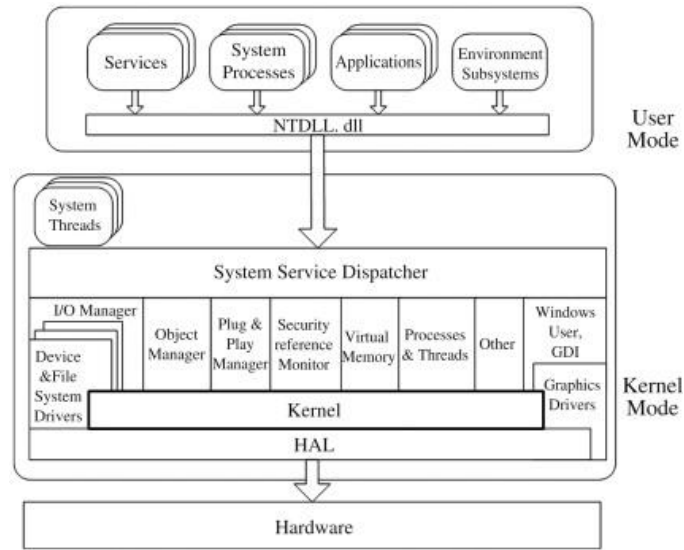 Services
System
Processes
Applications
Environment
Subsystems
NTDLL. dll
User
Mode
System
Threads
System Service Dispatcher
I/O Manager
Device
&File
System
Drivers
Object
Manager
Plug &
Play
Manager
Security
reference
Monitor
Virtual
Memory
Processes
& Threads
Other
Windows
User,
GDI
Graphics
Drivers
Kernel
Kernel
Mode
HAL
Hardware